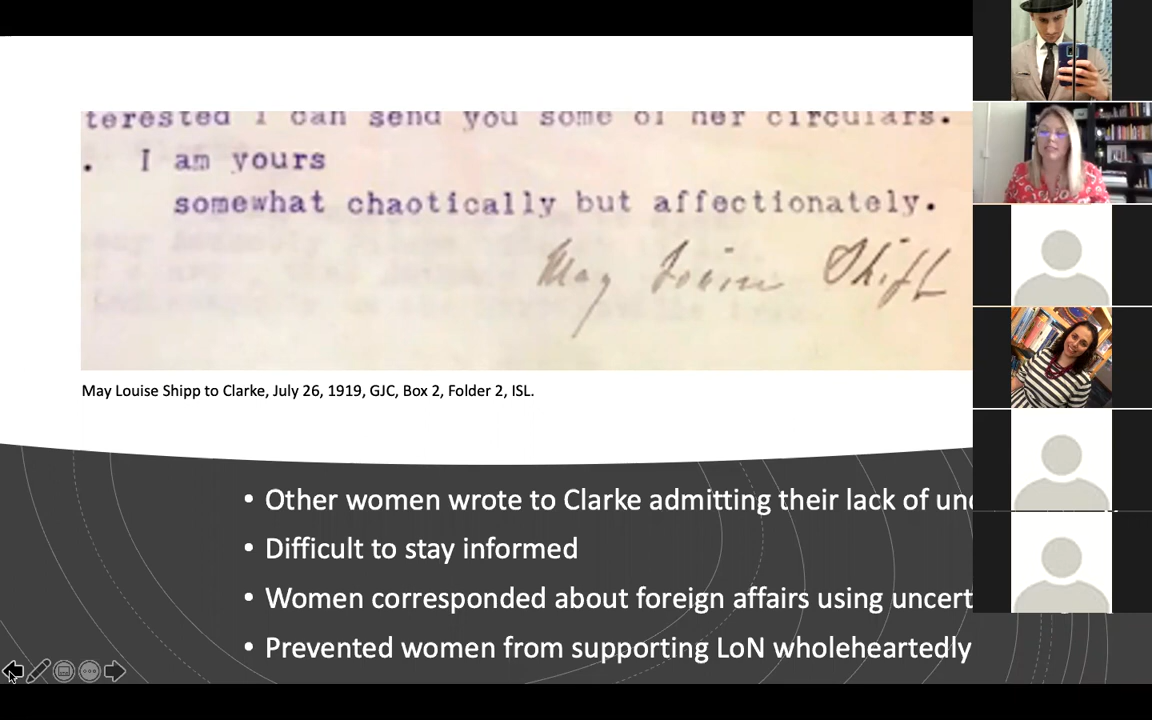 terested I can send you some of her circulars.
. I am yours
somewhat chaotically but affectionately.
May Louise Shipp
May Louise Shipp to Clarke, July 26, 1919, GJC, Box 2, Folder 2, ISL.
• Other women wrote to Clarke admitting their lack of
• Difficult to stay informed
• Women corresponded about foreign affairs using
• Prevented women from supporting LoN wholeheartedly